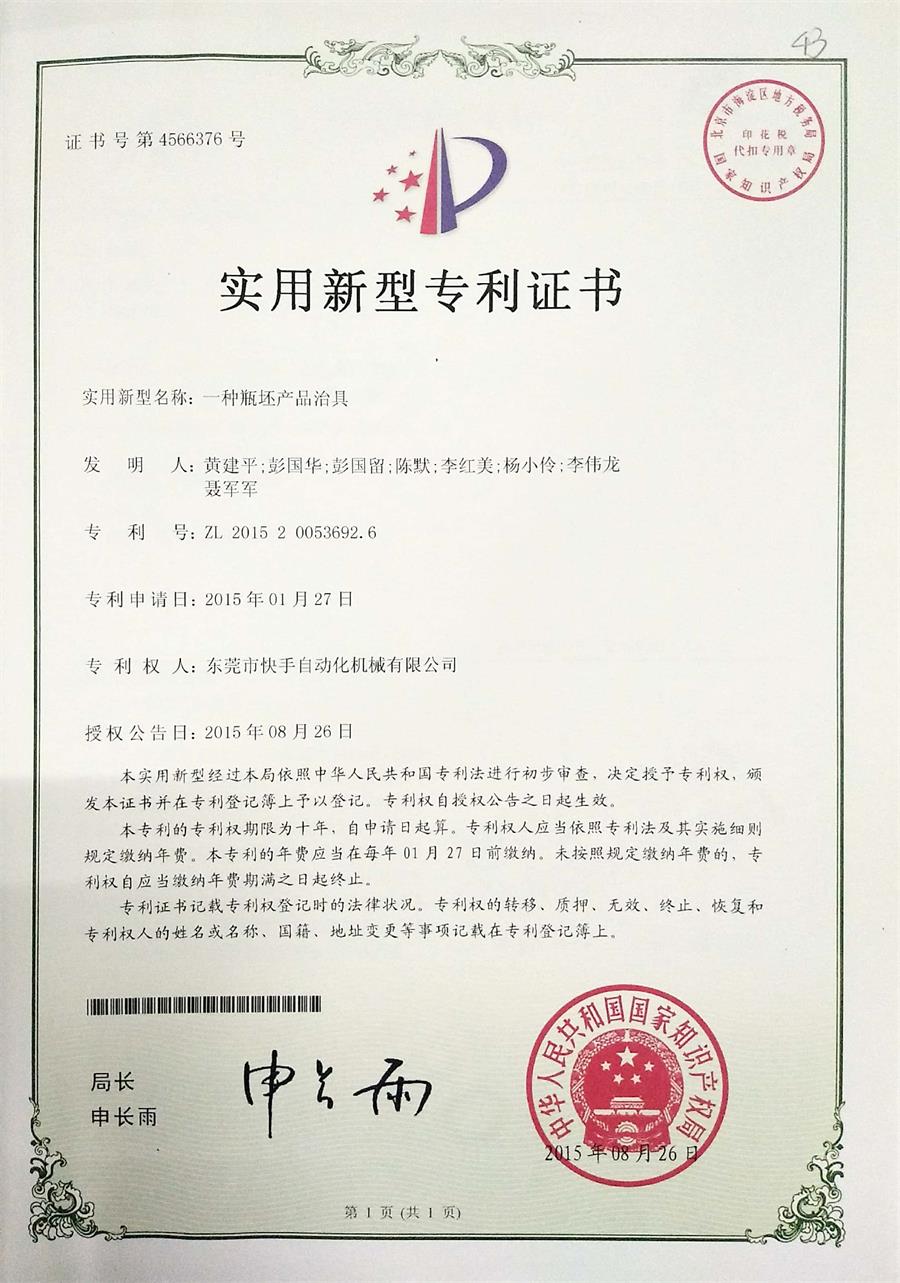 43
证书号第4566376号
北京市海淀区地方税务局
印花税
代扣专用章
国家知识产权局
实用新型专利证书
实用新型名称：一种瓶坯产品治具
发明人：黄建平;彭国华;彭国留;陈默;李红美;杨小伶;李伟龙
聂军军
专利号：ZL 2015 2 0053692.6
专利申请日：2015年01月27日
专利权人：东莞市快手自动化机械有限公司
授权公告日：2015年08月26日
本实用新型经过本局依照中华人民共和国专利法进行初步审查，决定授予专利权，颁
发本证书并在专利登记簿上予以登记。专利权自授权公告之日起生效。
本专利的专利权期限为十年，自申请日起算。专利权人应当依照专利法及其实施细则
规定缴纳年费。本专利的年费应当在每年01月27日前缴纳。未按照规定缴纳年费的，专
利权自应当缴纳年费期满之日起终止。
专利证书记载专利权登记时的法律状况。专利权的转移、质押、无效、终止、恢复和
专利权人的姓名或名称、国籍、地址变更等事项记载在专利登记簿上。
局长
申长雨
申长雨
中华人民共和国国家知识产权局
2015年08月26日
第1页(共1页)